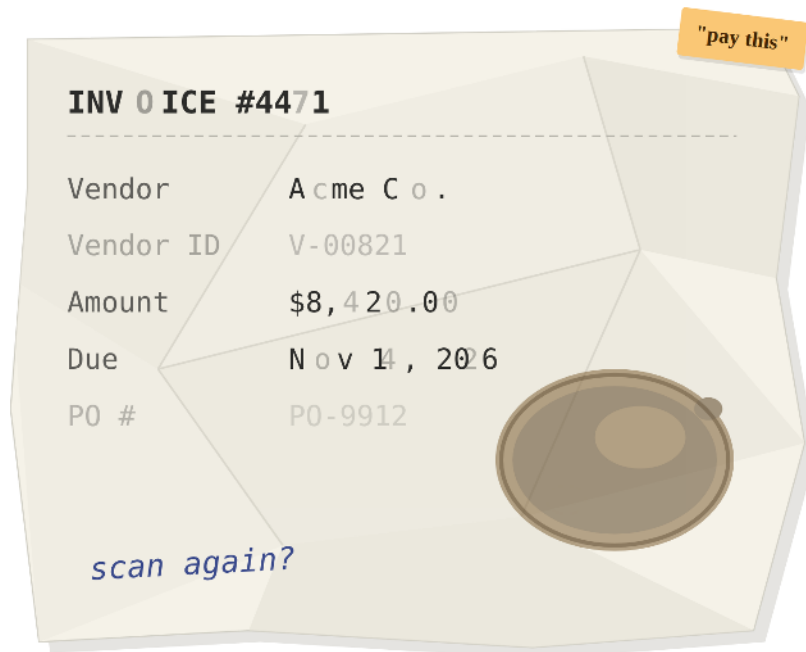 "pay this"
INVOICE #4471
Vendor Acme Co.
Vendor ID V-00821
Amount $8,420.00
Due Nov 14, 2026
PO # PO-9912
scan again?